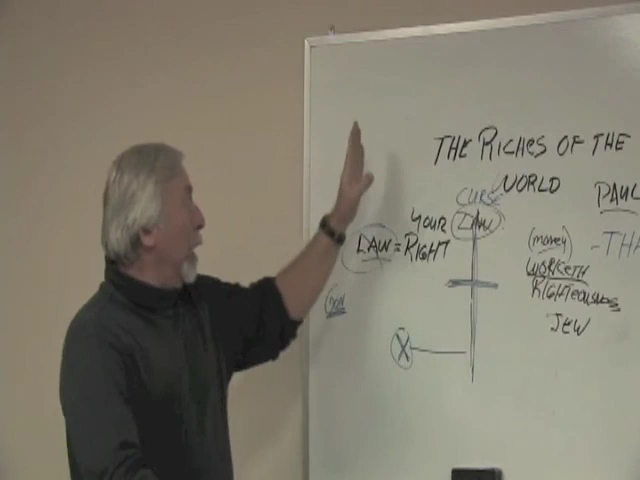 THE RICHES OF THE
WORLD
CURSE
PAUL
YOUR LAW
LAW = RIGHT
(money)
WORKETH
RIGHTEOUSNESS
JEW
- THA
X